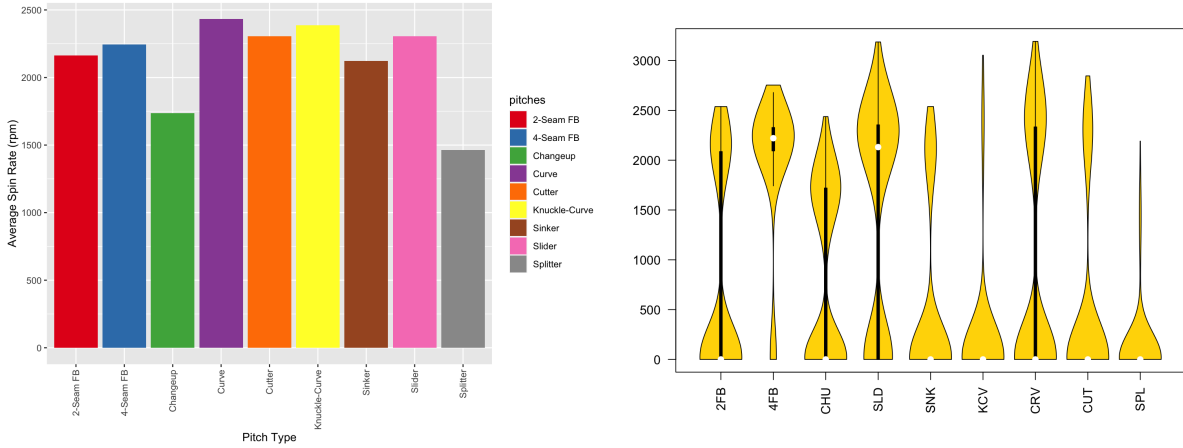 2500
2000
1500
1000
500
0
Average Spin Rate (rpm)
2-Seam FB
4-Seam FB
Changeup
Curve
Cutter
Knuckle-Curve
Sinker
Slider
Splitter
Pitch Type
pitches
2-Seam FB
4-Seam FB
Changeup
Curve
Cutter
Knuckle-Curve
Sinker
Slider
Splitter
3000
2500
2000
1500
1000
500
0
2FB
4FB
CHU
SLD
SNK
KCV
CRV
CUT
SPL